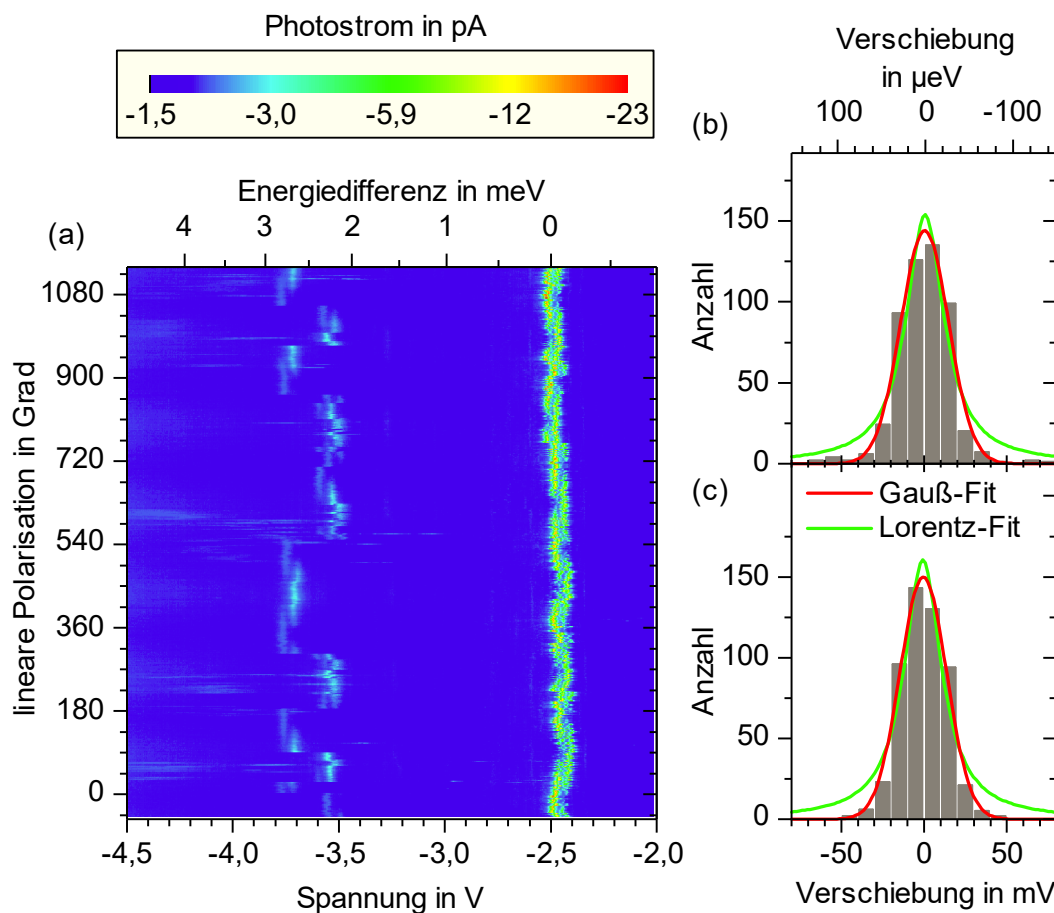 Photostrom in pA
-1,5 -3,0 -5,9 -12 -23
Energiedifferenz in meV
4 3 2 1 0
(a)
lineare Polarisation in Grad
1080
900
720
540
360
180
0
-4,5 -4,0 -3,5 -3,0 -2,5 -2,0
Spannung in V
Verschiebung
in µeV
100 0 -100
(b)
Anzahl
150
100
50
0
(c)
Gauß-Fit
Lorentz-Fit
Anzahl
150
100
50
0
-50 0 50
Verschiebung in mV